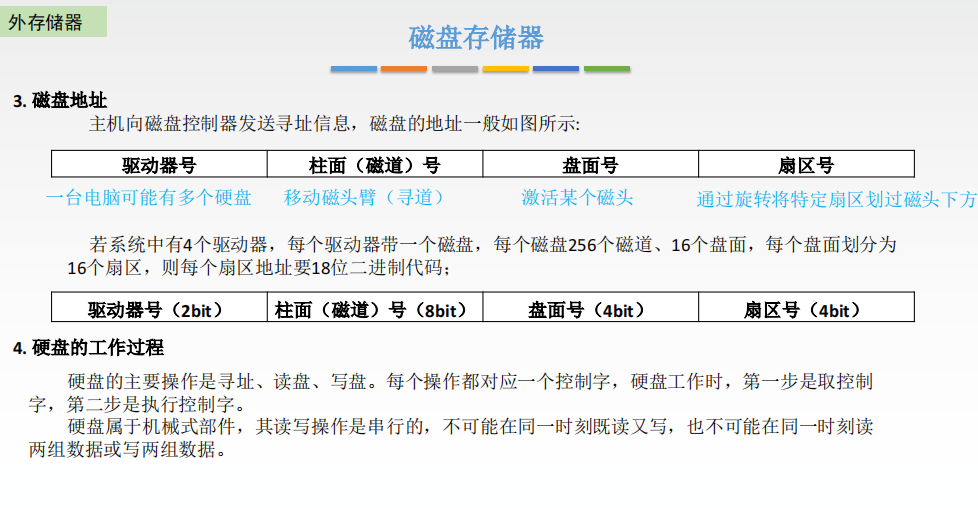 外存储器
磁盘存储器
3. 磁盘地址
主机向磁盘控制器发送寻址信息，磁盘的地址一般如图所示:
驱动器号 柱面（磁道）号 盘面号 扇区号
一台电脑可能有多个硬盘 移动磁头臂（寻道） 激活某个磁头 通过旋转将特定扇区划过磁头下方
若系统中有4个驱动器，每个驱动器带一个磁盘，每个磁盘256个磁道、16个盘面，每个盘面划分为
16个扇区，则每个扇区地址要18位二进制代码；
驱动器号（2bit） 柱面（磁道）号（8bit） 盘面号（4bit） 扇区号（4bit）
4. 硬盘的工作过程
硬盘的主要操作是寻址、读盘、写盘。每个操作都对应一个控制字，硬盘工作时，第一步是取控制
字，第二步是执行控制字。
硬盘属于机械式部件，其读写操作是串行的，不可能在同一时刻既读又写，也不可能在同一时刻读
两组数据或写两组数据。